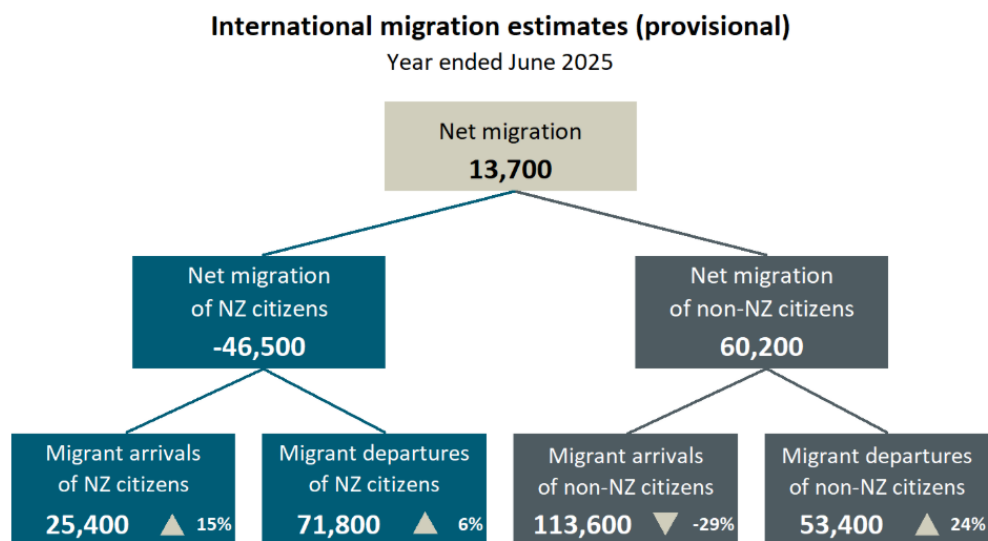 International migration estimates (provisional)
Year ended June 2025
Net migration
13,700
Net migration
of NZ citizens
-46,500
Net migration
of non-NZ citizens
60,200
Migrant arrivals
of NZ citizens
25,400 ▲ 15%
Migrant departures
of NZ citizens
71,800 ▲ 6%
Migrant arrivals
of non-NZ citizens
113,600 ▼ -29%
Migrant departures
of non-NZ citizens
53,400 ▲ 24%